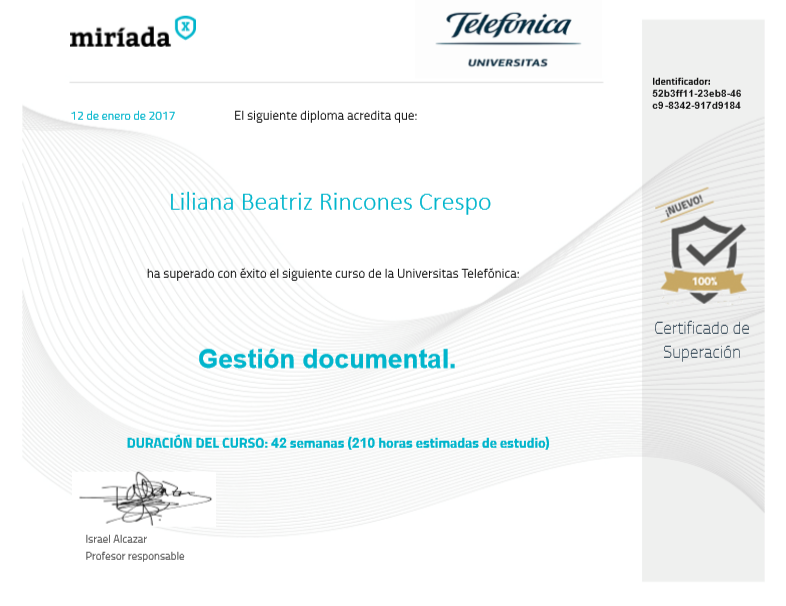 miríada x
Telefónica
UNIVERSITAS
Identificador:
52b3ff11-23eb8-46
c9-8342-917d9184
12 de enero de 2017
El siguiente diploma acredita que:
Liliana Beatriz Rincones Crespo
¡NUEVO!
ha superado con éxito el siguiente curso de la Universitas Telefónica:
100%
Certificado de
Superación
Gestión documental.
DURACIÓN DEL CURSO: 42 semanas (210 horas estimadas de estudio)
Israel Alcazar
Profesor responsable